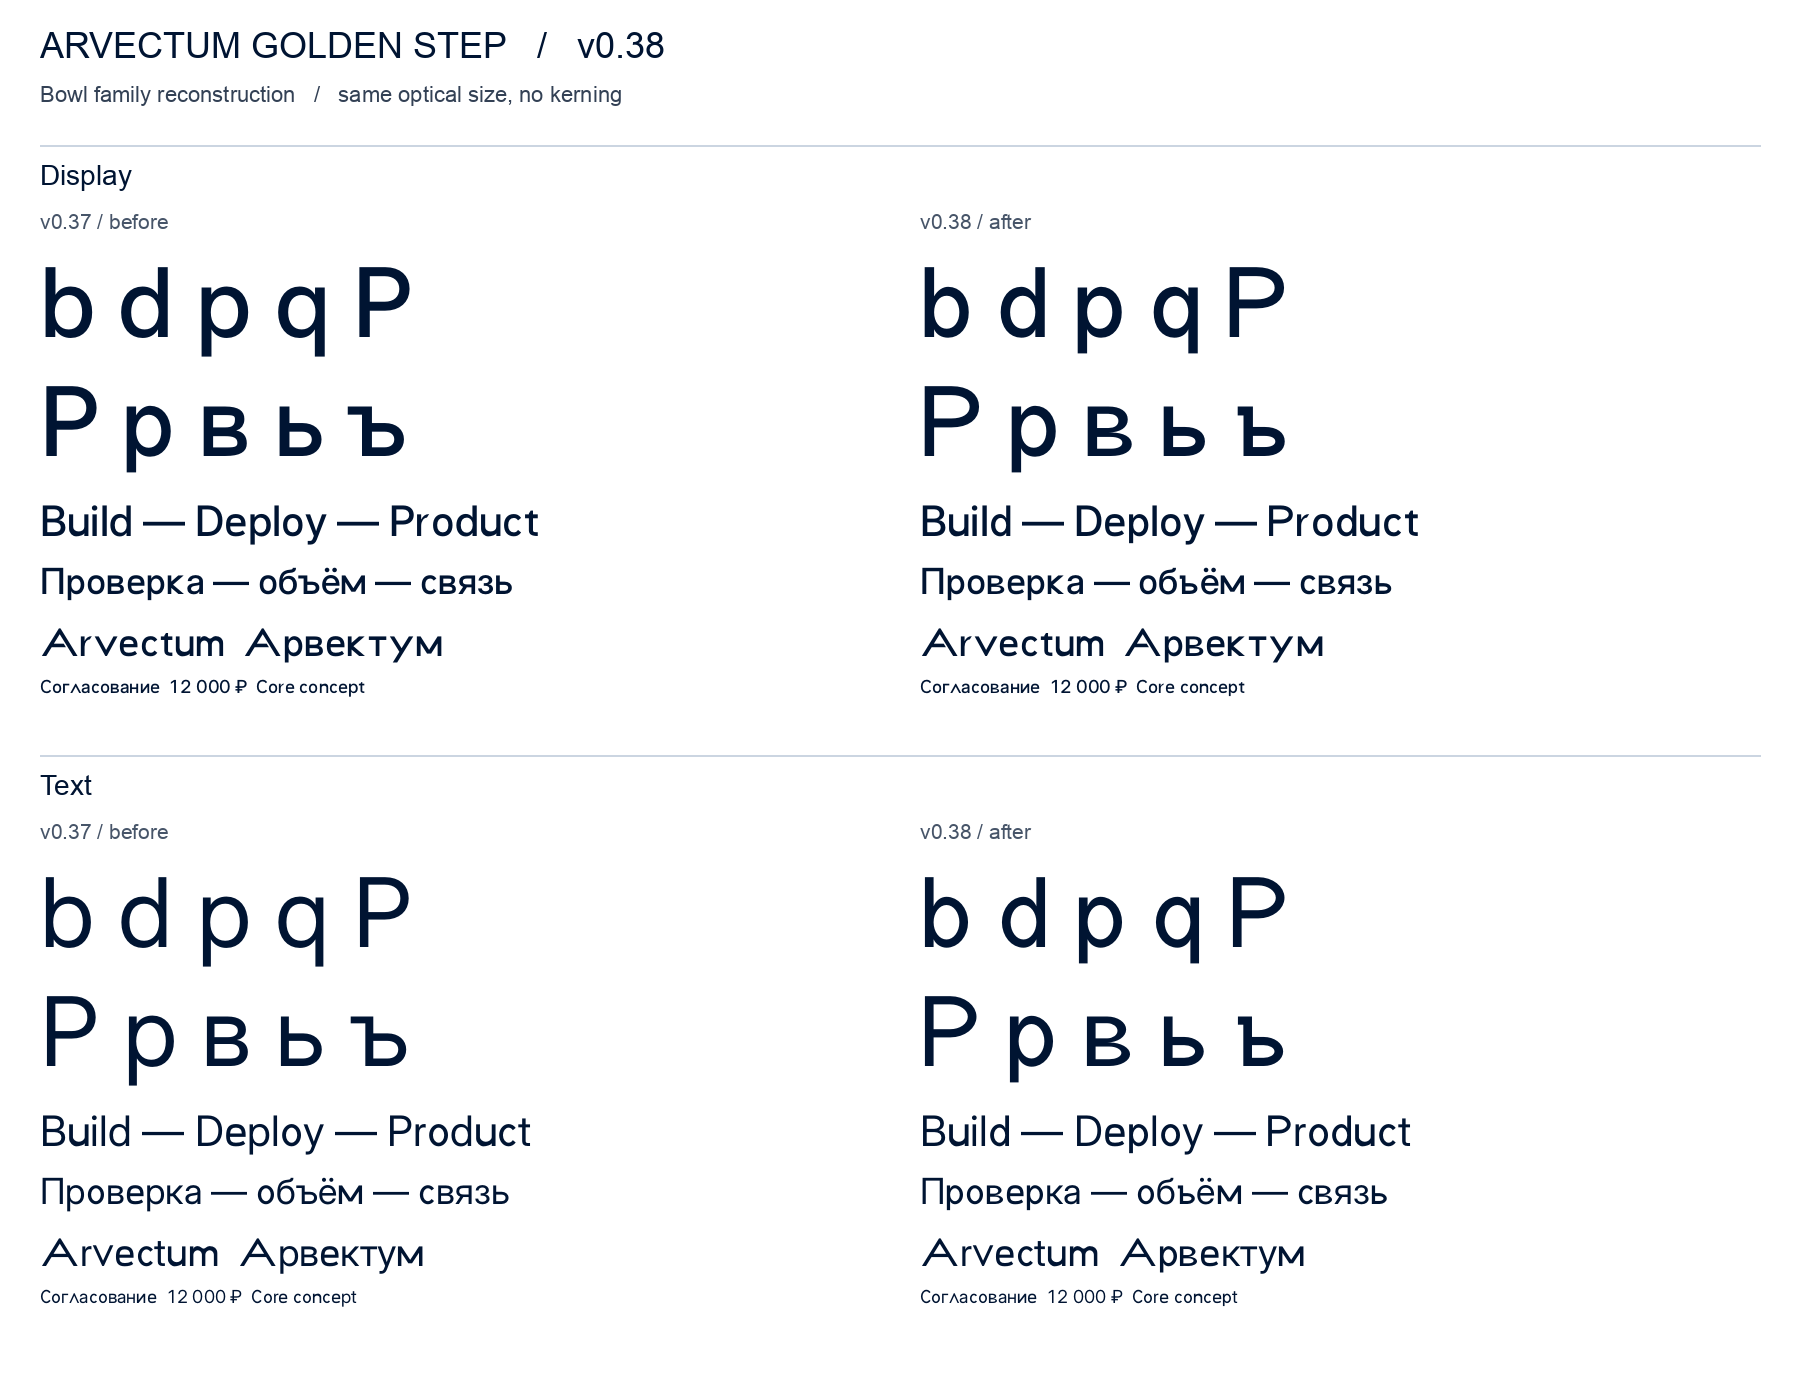 ARVECTUM GOLDEN STEP / v0.38
Bowl family reconstruction / same optical size, no kerning
Display
v0.37 / before
b d p q P
Р р в ь ъ
Build — Deploy — Product
Проверка — объём — связь
Arvectum Арвектум
Согласование 12 000 ₽ Core concept
v0.38 / after
b d p q P
Р р в ь ъ
Build — Deploy — Product
Проверка — объём — связь
Arvectum Арвектум
Согласование 12 000 ₽ Core concept
Text
v0.37 / before
b d p q P
Р р в ь ъ
Build — Deploy — Product
Проверка — объём — связь
Arvectum Арвектум
Согласование 12 000 ₽ Core concept
v0.38 / after
b d p q P
Р р в ь ъ
Build — Deploy — Product
Проверка — объём — связь
Arvectum Арвектум
Согласование 12 000 ₽ Core concept